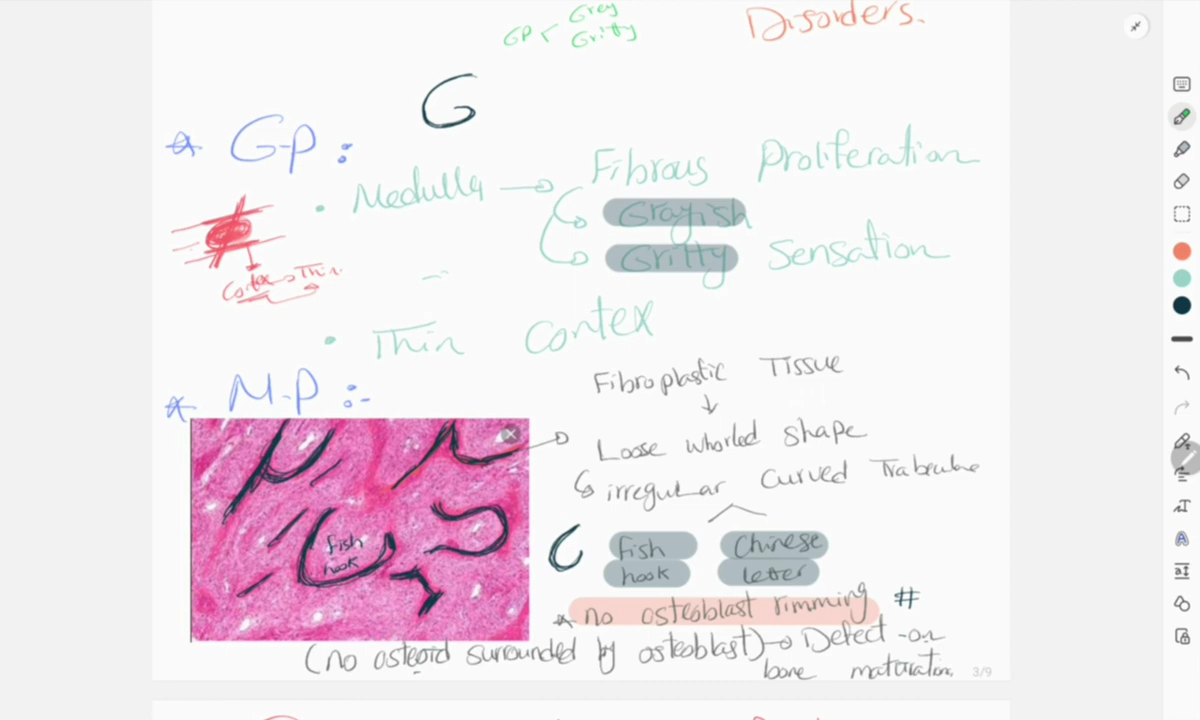 GP < Grey
Gritty
Disorders.
G
* G-P :
• Medulla → Fibrous Proliferation
Grayish
Gritty Sensation
Cortex → Thin
• Thin Cortex
* M-P :-
Fibroplastic Tissue
Loose whorled shape
irregular curved Trabeculae
fish hook
fish hook
Chinese letter
* no osteoblast rimming #
(no osteoid surrounded by osteoblast) → Defect on
bone maturation
3/9